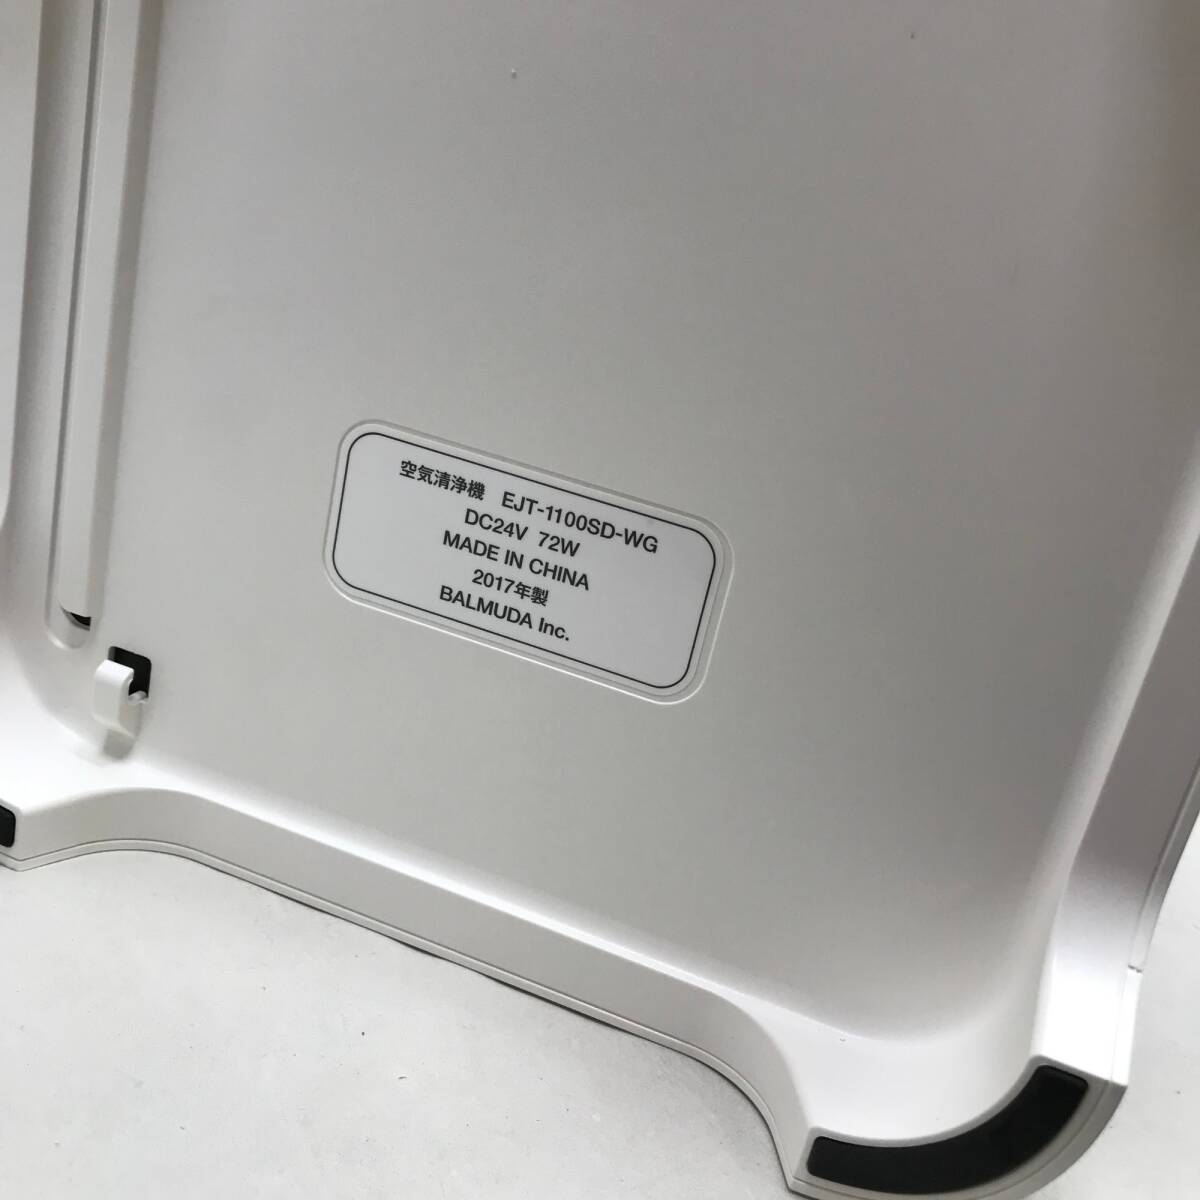 空気清浄機 EJT-1100SD-WG
DC24V 72W
MADE IN CHINA
2017年製
BALMUDA Inc.